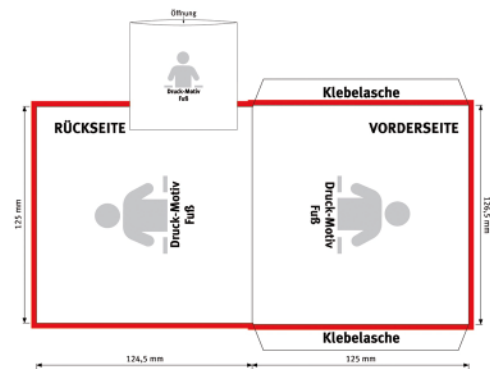 Öffnung
Druck-Motiv
Fuß
Klebelasche
RÜCKSEITE
VORDERSEITE
Druck-Motiv
Fuß
Druck-Motiv
Fuß
125 mm
126,5 mm
Klebelasche
124,5 mm
125 mm